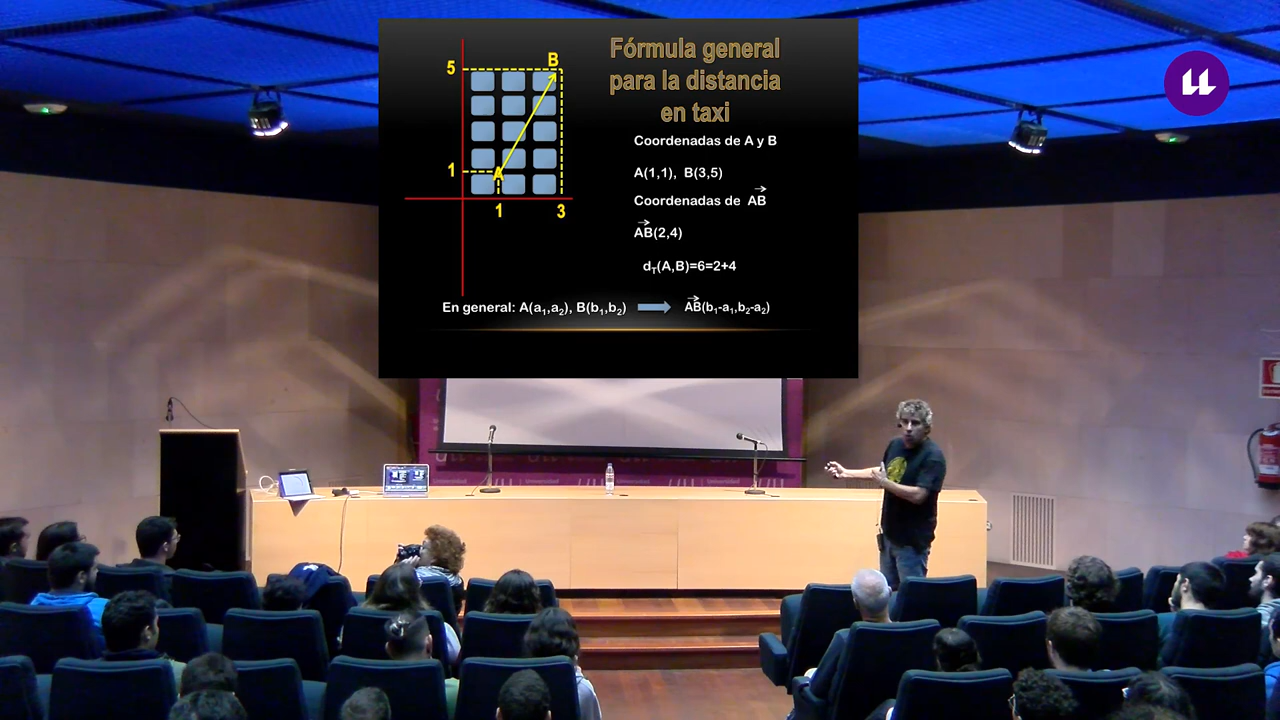 5
B
1
A
1
3
Fórmula general
para la distancia
en taxi
Coordenadas de A y B
A(1,1), B(3,5)
Coordenadas de AB
AB(2,4)
dT(A,B)=6=2+4
En general: A(a1,a2), B(b1,b2)
AB(b1-a1,b2-a2)
Universidad